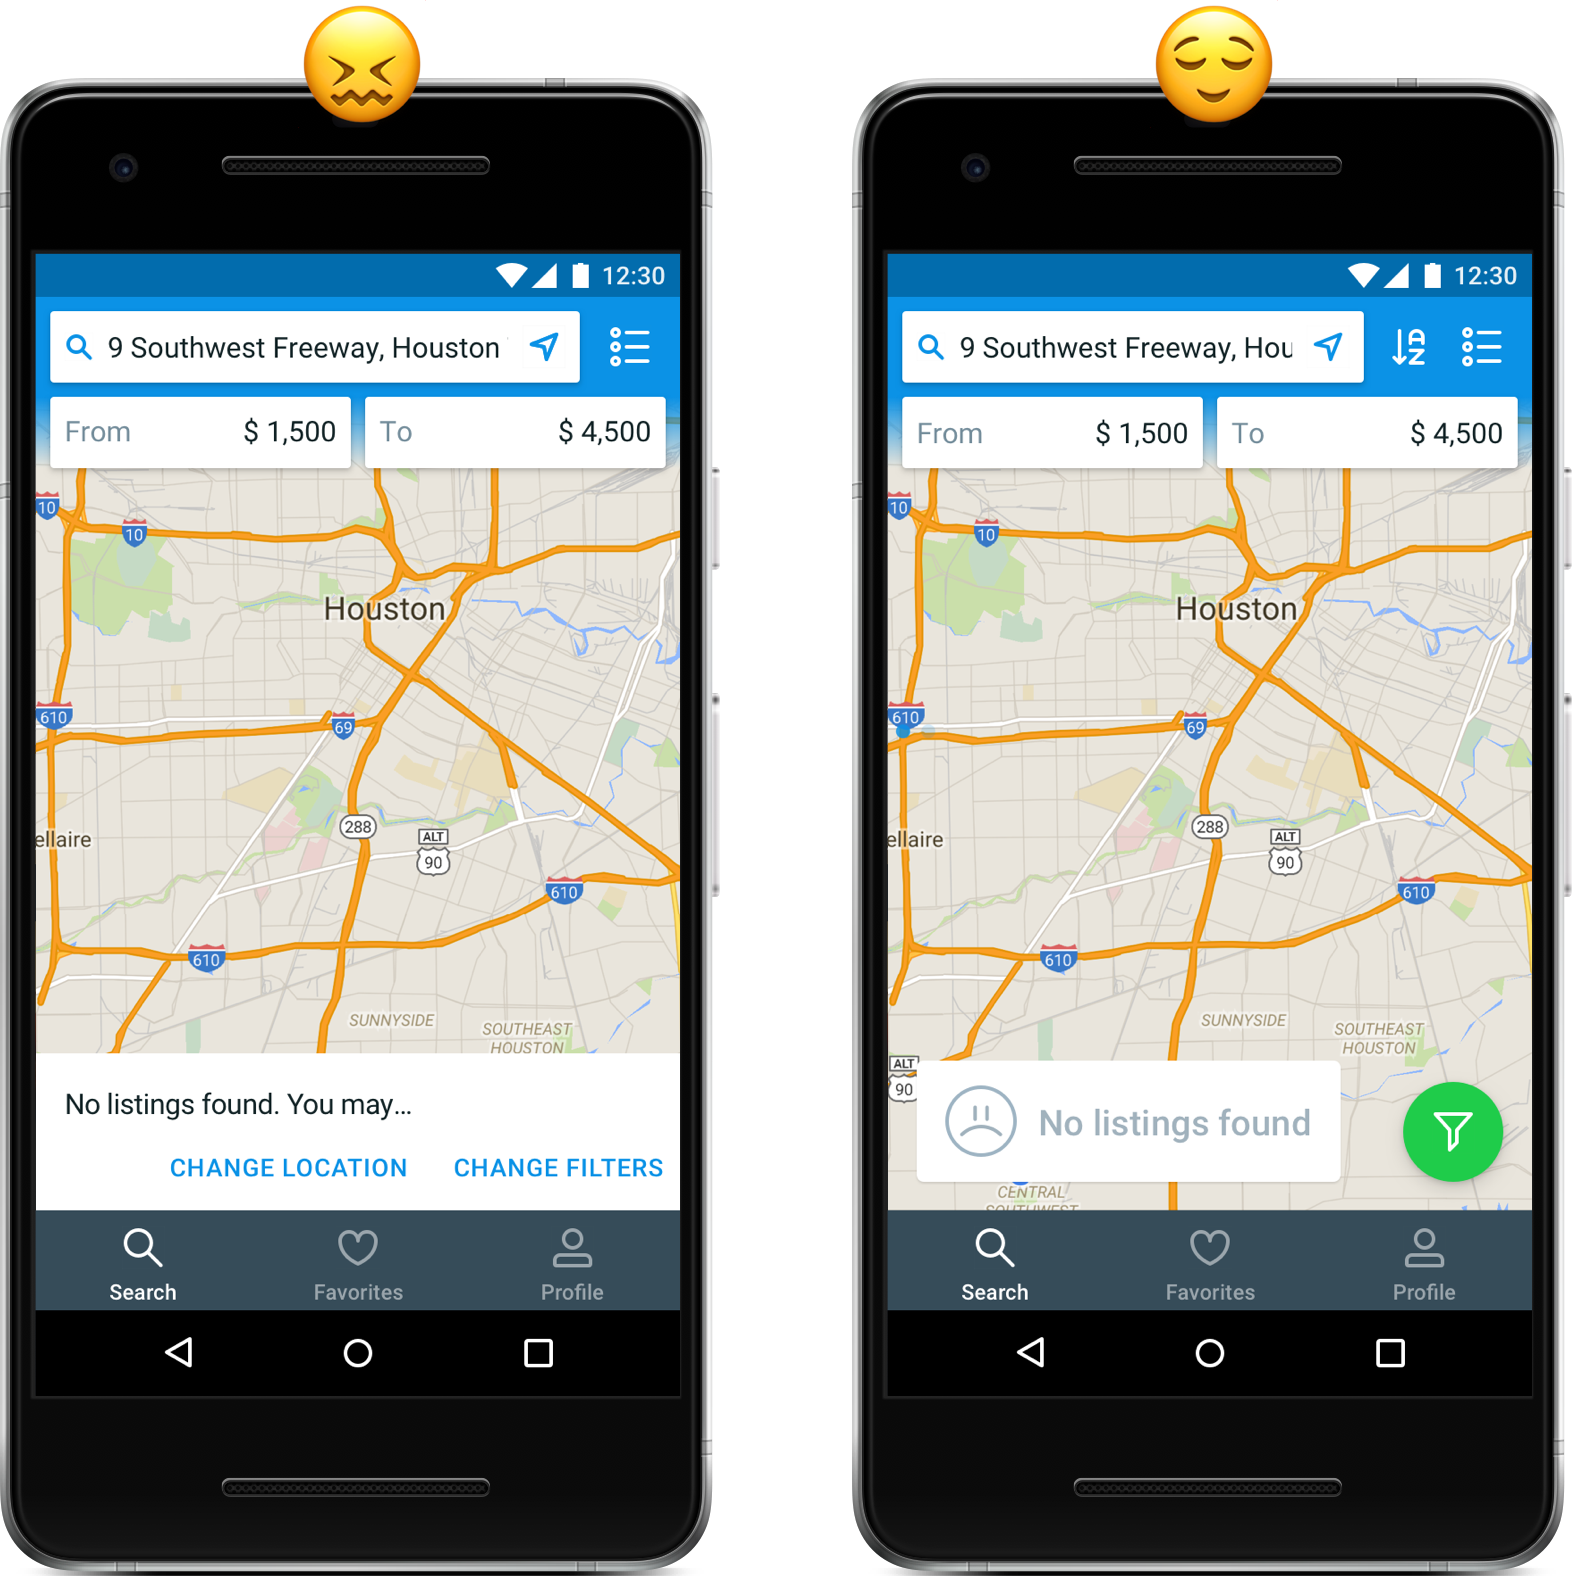 12:30
9 Southwest Freeway, Houston
From $ 1,500 To $ 4,500
10
10
Houston
610
69
ellaire
288
ALT
90
610
610
SUNNYSIDE
SOUTHEAST
HOUSTON
No listings found. You may...
CHANGE LOCATION CHANGE FILTERS
Search Favorites Profile
12:30
9 Southwest Freeway, Hou
A
Z
From $ 1,500 To $ 4,500
10
10
Houston
610
69
ellaire
288
ALT
90
610
610
SUNNYSIDE
SOUTHEAST
HOUSTON
ALT
90
No listings found
CENTRAL
SOUTHWEST
Search Favorites Profile